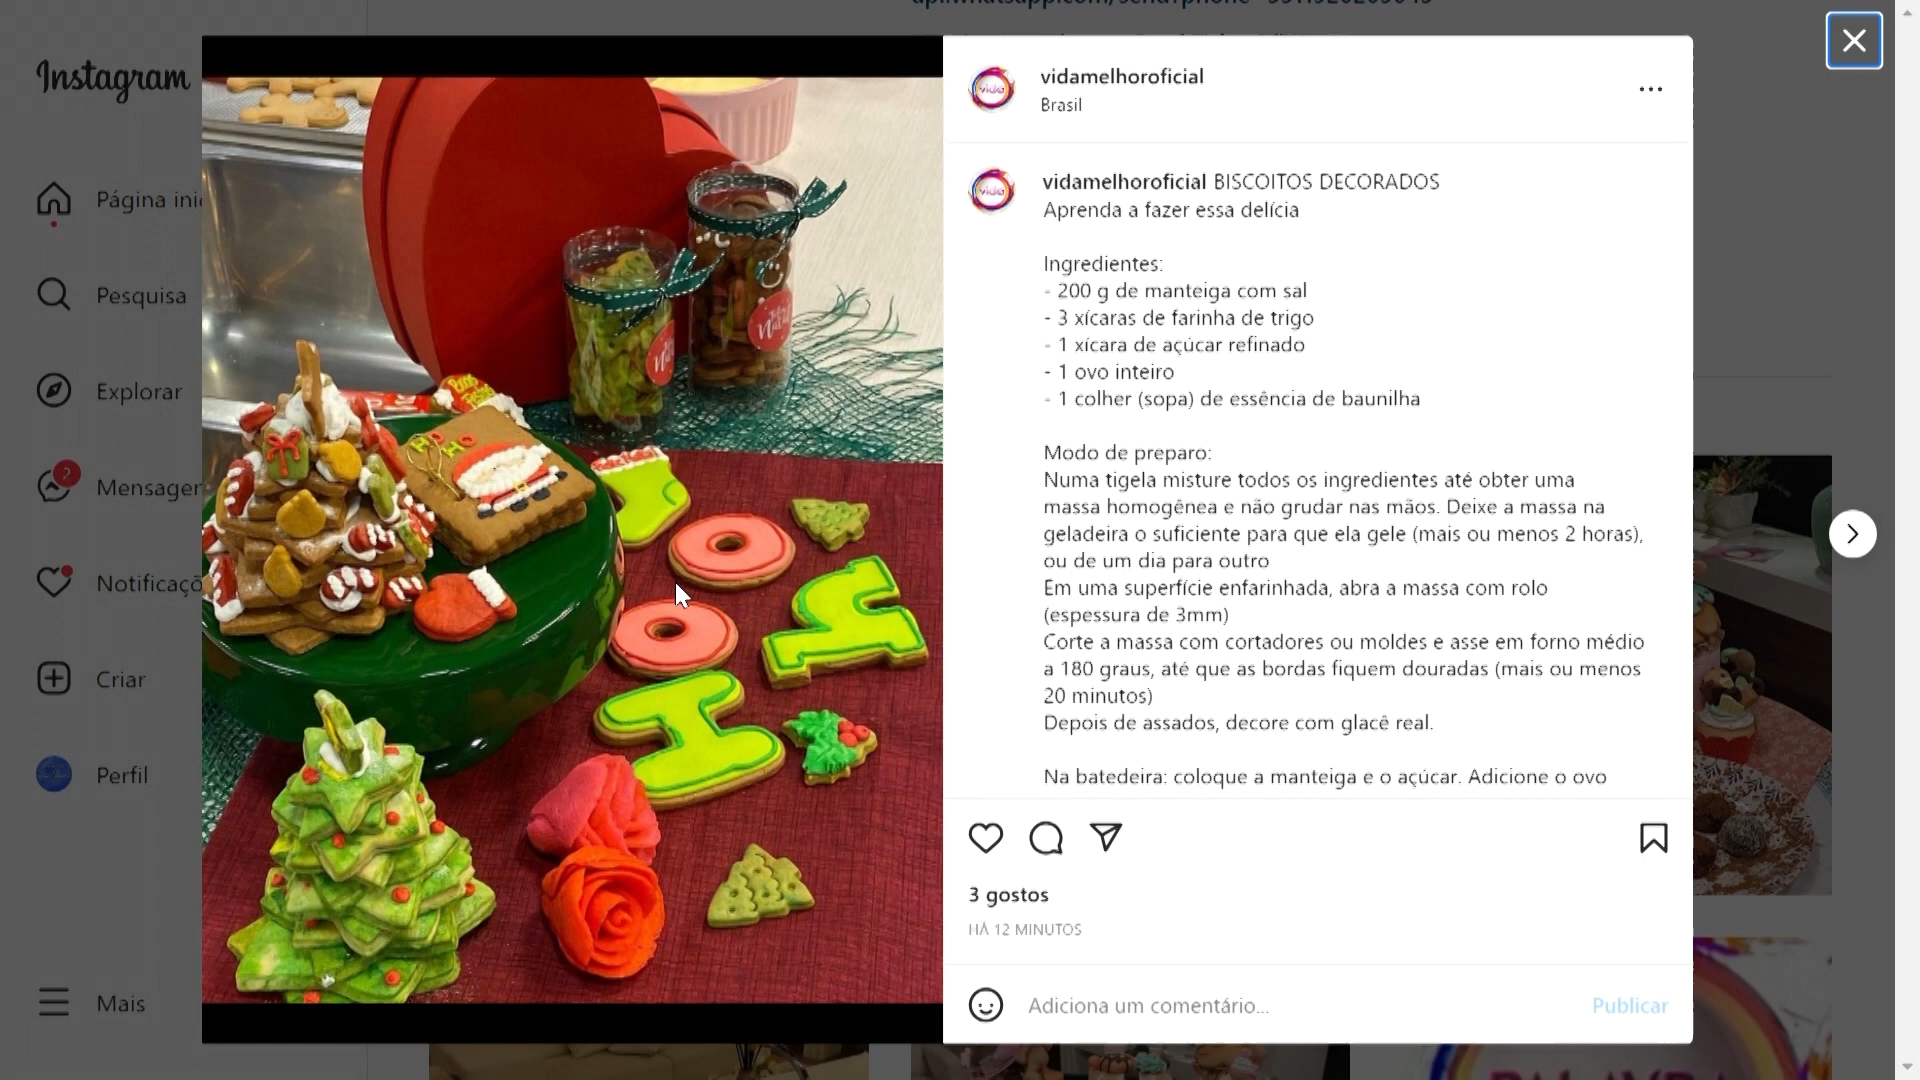 Instagram
Página
Pesquisa
Explorar
2
Mensager
Notificaçõ
Criar
Perfil
Mais
HO HO
vidamelhoroficial
Brasil
vidamelhoroficial BISCOITOS DECORADOS
Aprenda a fazer essa delícia
Ingredientes:
- 200 g de manteiga com sal
- 3 xícaras de farinha de trigo
- 1 xícara de açúcar refinado
- 1 ovo inteiro
- 1 colher (sopa) de essência de baunilha
Modo de preparo:
Numa tigela misture todos os ingredientes até obter uma
massa homogênea e não grudar nas mãos. Deixe a massa na
geladeira o suficiente para que ela gele (mais ou menos 2 horas),
ou de um dia para outro
Em uma superfície enfarinhada, abra a massa com rolo
(espessura de 3mm)
Corte a massa com cortadores ou moldes e asse em forno médio
a 180 graus, até que as bordas fiquem douradas (mais ou menos
20 minutos)
Depois de assados, decore com glacê real.
Na batedeira: coloque a manteiga e o açúcar. Adicione o ovo
3 gostos
HÁ 12 MINUTOS
Adiciona um comentário...
Publicar